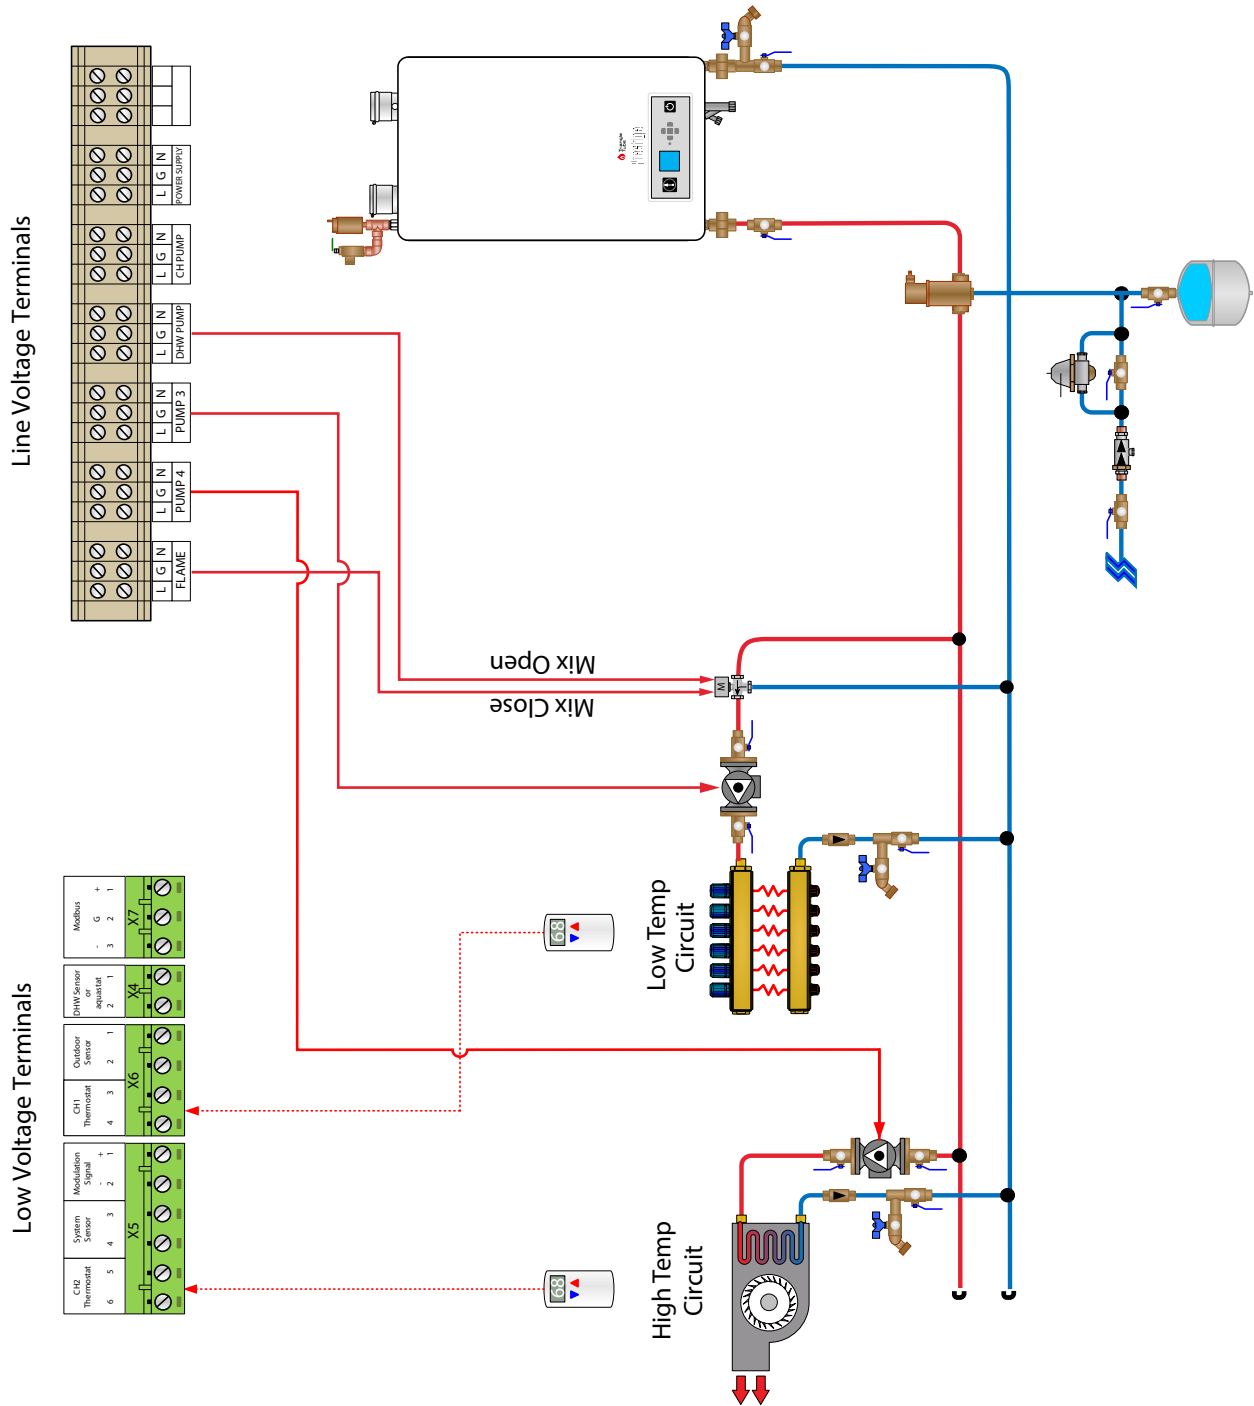 Line Voltage Terminals
L G N
POWER SUPPLY
L G N
CH PUMP
L G N
DHW PUMP
L G N
PUMP 3
L G N
PUMP 4
L G N
FLAME
Triangle
Tube
Prestige
Mix Open
Mix Close
M
Low Voltage Terminals
Modbus
- G +
3 2 1
X7
DHW Sensor
or
aquastat
2 1
X4
Outdoor
Sensor
2 1
CH1
Thermostat
4 3
X6
Modulation
Signal
- +
2 1
System
Sensor
4 3
CH2
Thermostat
6 5
X5
68
68
Low Temp
Circuit
High Temp
Circuit